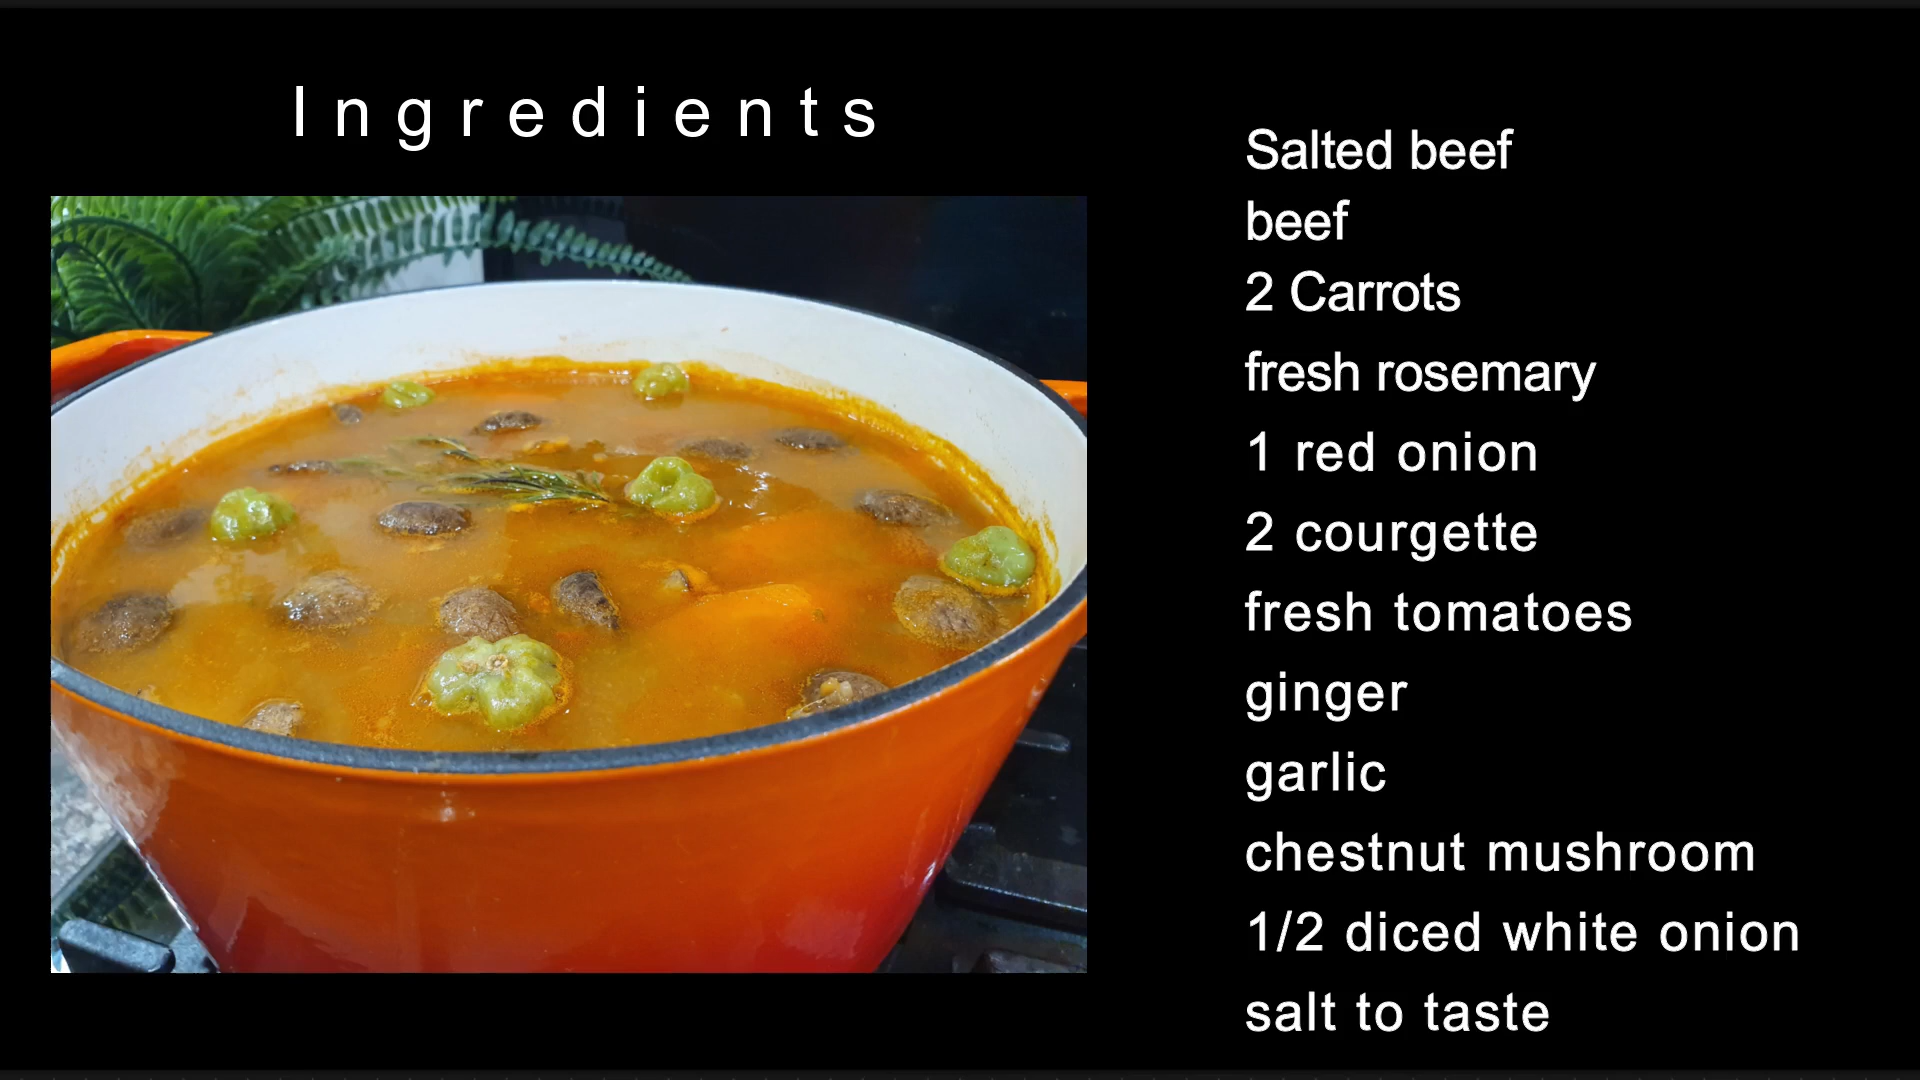 Ingredients
Salted beef
beef
2 Carrots
fresh rosemary
1 red onion
2 courgette
fresh tomatoes
ginger
garlic
chestnut mushroom
1/2 diced white onion
salt to taste